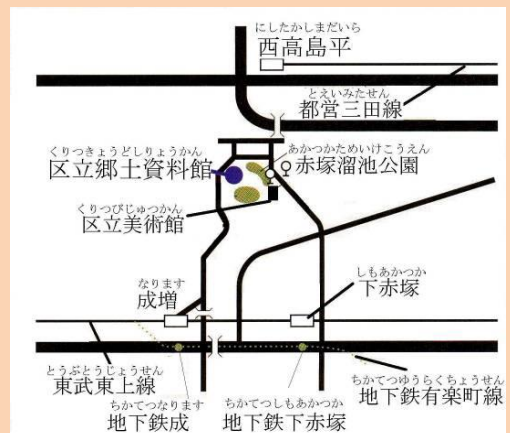 にしたかしまだいら
西高島平
とえいみたせん
都営三田線
くりつきょうどしりょうかん
区立郷土資料館
あかつかためいけこうえん
赤塚溜池公園
くりつびじゅつかん
区立美術館
なります
成増
しもあかつか
下赤塚
とうぶとうじょうせん
東武東上線
ちかてつゆうらくちょうせん
地下鉄有楽町線
ちかてつなります
地下鉄成
ちかてつしもあかつか
地下鉄下赤塚